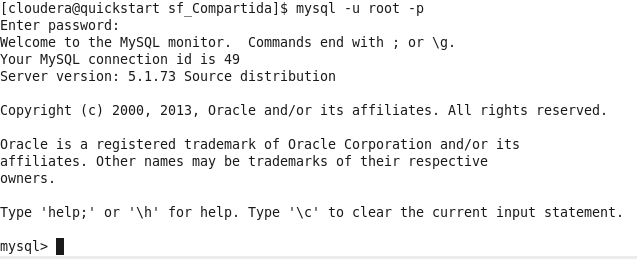 [cloudera@quickstart sf_Compartida]$ mysql -u root -p
Enter password:
Welcome to the MySQL monitor.  Commands end with ; or \g.
Your MySQL connection id is 49
Server version: 5.1.73 Source distribution
Copyright (c) 2000, 2013, Oracle and/or its affiliates. All rights reserved.
Oracle is a registered trademark of Oracle Corporation and/or its
affiliates. Other names may be trademarks of their respective
owners.
Type 'help;' or '\h' for help. Type '\c' to clear the current input statement.
mysql>